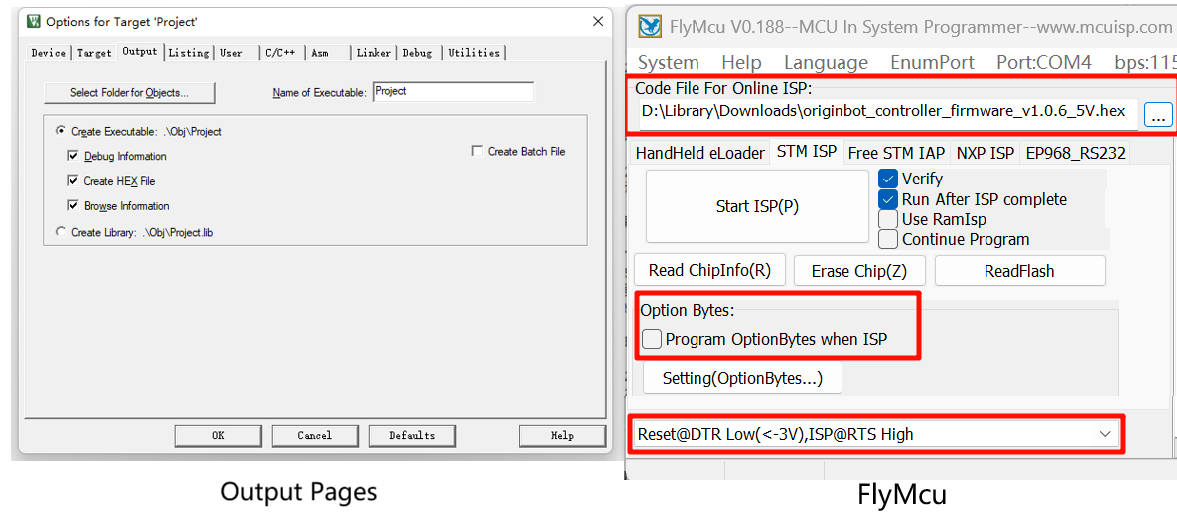 Options for Target 'Project'
Device Target Output Listing User C/C++ Asm Linker Debug Utilities
Select Folder for Objects... Name of Executable: Project
Create Executable: .\Obj\Project
Debug Information
Create HEX File
Browse Information
Create Batch File
Create Library: .\Obj\Project.lib
OK Cancel Defaults Help
Output Pages
FlyMcu V0.188--MCU In System Programmer--www.mcuisp.com
System Help Language EnumPort Port:COM4 bps:115
Code File For Online ISP:
D:\Library\Downloads\originbot_controller_firmware_v1.0.6_5V.hex ...
HandHeld eLoader STM ISP Free STM IAP NXP ISP EP968_RS232
Start ISP(P)
Verify
Run After ISP complete
Use RamIsp
Continue Program
Read ChipInfo(R) Erase Chip(Z) ReadFlash
Option Bytes:
Program OptionBytes when ISP
Setting(OptionBytes...)
Reset@DTR Low(<-3V),ISP@RTS High
FlyMcu